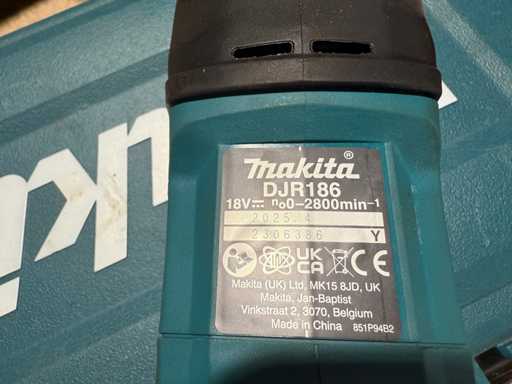 makita®
DJR186
18V⎓ n₀0-2800min⁻¹
2025.4
2306386 Y
UK CA CE
Makita (UK) Ltd, MK15 8JD, UK
Makita, Jan-Baptist
Vinkstraat 2, 3070, Belgium
Made in China 851P94B2